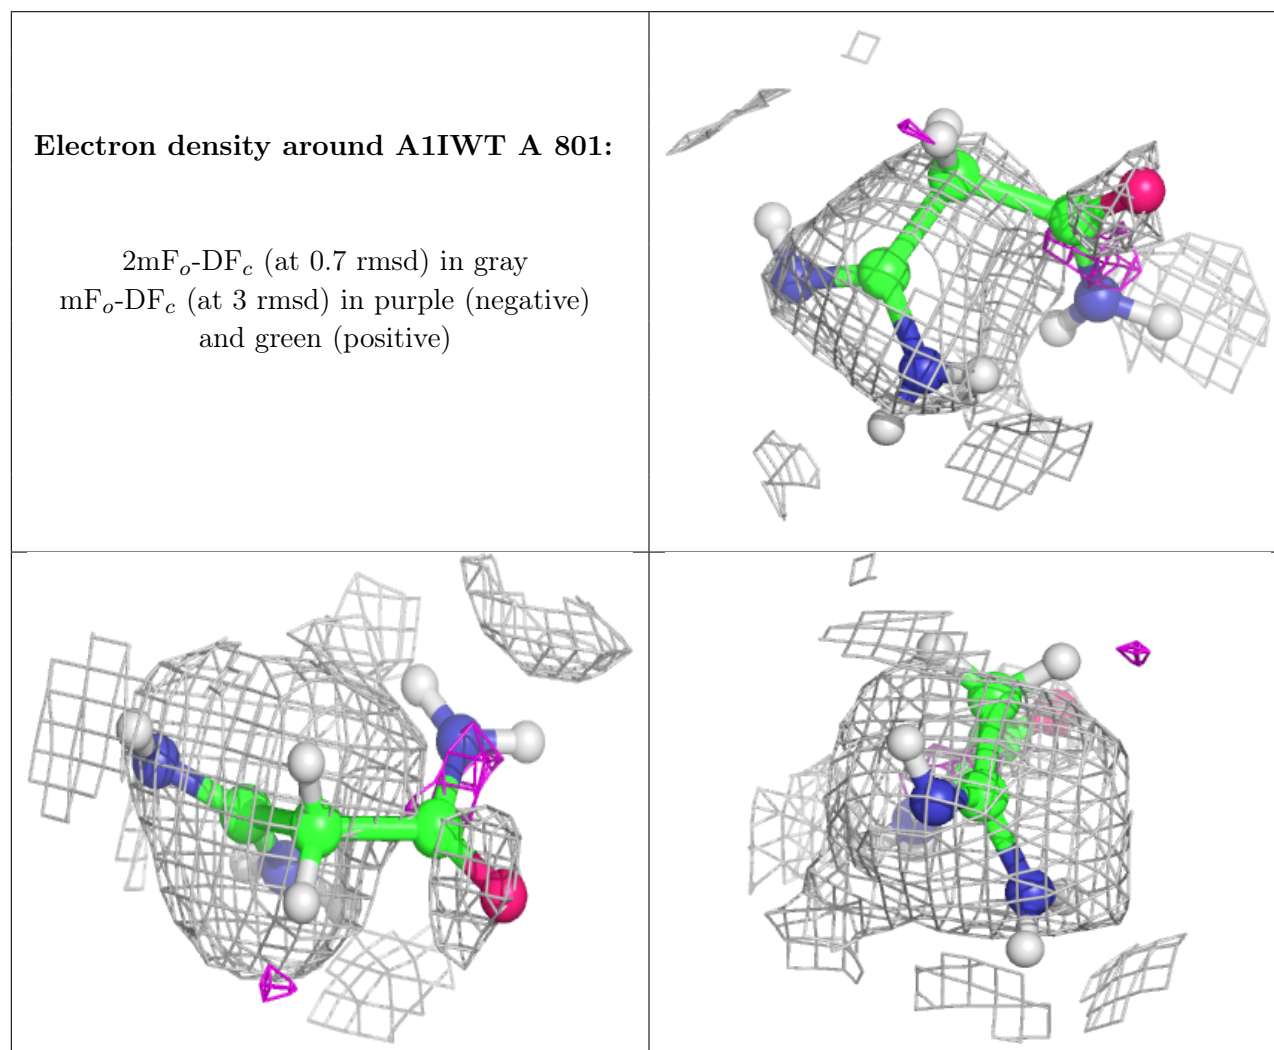 Electron density around A1IWT A 801:
2mFo-DFc (at 0.7 rmsd) in gray
mFo-DFc (at 3 rmsd) in purple (negative)
and green (positive)